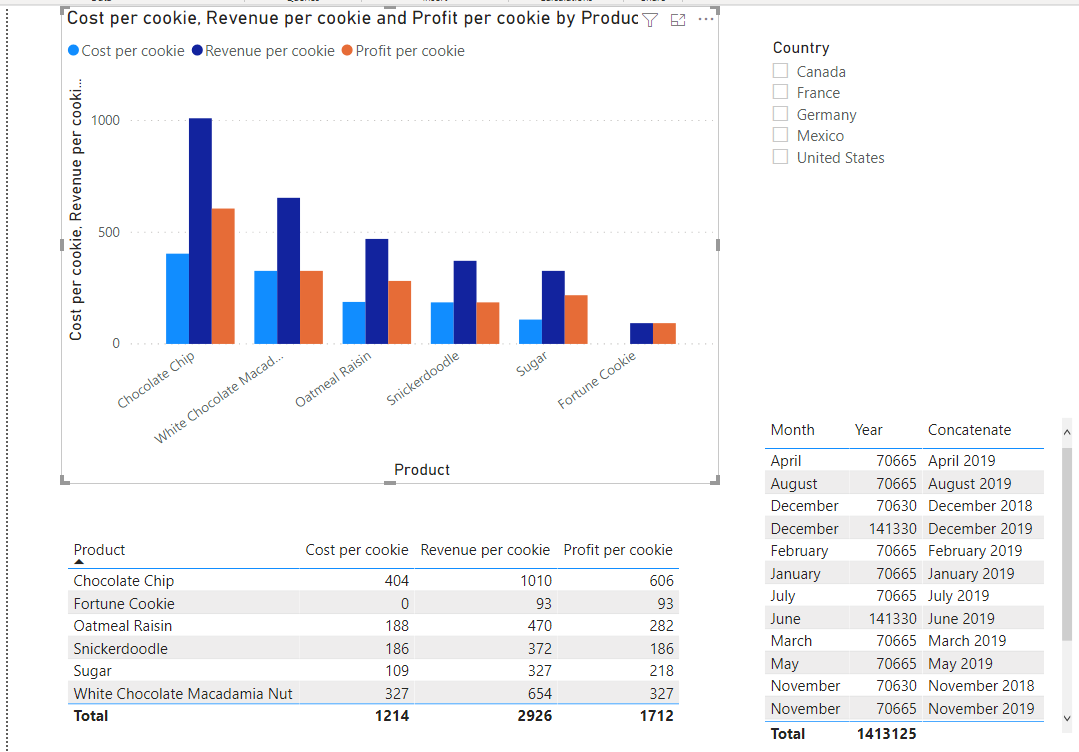 Cost per cookie, Revenue per cookie and Profit per cookie by Produc
Cost per cookie Revenue per cookie Profit per cookie
Cost per cookie, Revenue per cooki...
1000
500
0
Chocolate Chip
White Chocolate Macad...
Oatmeal Raisin
Snickerdoodle
Sugar
Fortune Cookie
Product
Country
Canada
France
Germany
Mexico
United States
Product Cost per cookie Revenue per cookie Profit per cookie
Chocolate Chip 404 1010 606
Fortune Cookie 0 93 93
Oatmeal Raisin 188 470 282
Snickerdoodle 186 372 186
Sugar 109 327 218
White Chocolate Macadamia Nut 327 654 327
Total 1214 2926 1712
Month Year Concatenate
April 70665 April 2019
August 70665 August 2019
December 70630 December 2018
December 141330 December 2019
February 70665 February 2019
January 70665 January 2019
July 70665 July 2019
June 141330 June 2019
March 70665 March 2019
May 70665 May 2019
November 70630 November 2018
November 70665 November 2019
Total 1413125